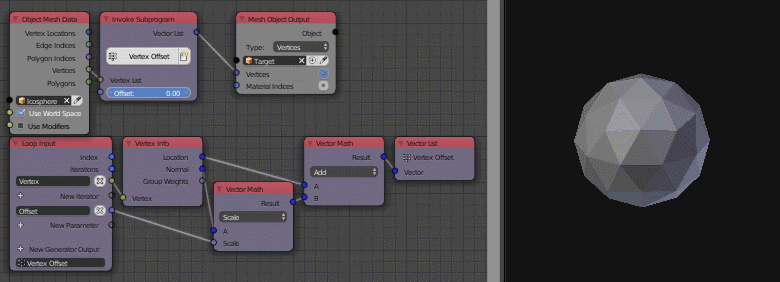 Object Mesh Data
Vertex Locations
Edge Indices
Polygon Indices
Vertices
Polygons
Icosphere
Use World Space
Use Modifiers
Invoke Subprogram
Vector List
Vertex Offset
Vertex List
Offset: 0.00
Mesh Object Output
Object
Type: Vertices
Target
Vertices
Material Indices
Loop Input
Index
Iterations
Vertex
New Iterator
Offset
New Parameter
New Generator Output
Vertex Offset
Vertex Info
Location
Normal
Group Weights
Vertex
Vector Math
Result
Scale
A
Scale
Vector Math
Result
Add
A
B
Vector List
Vertex Offset
Vector